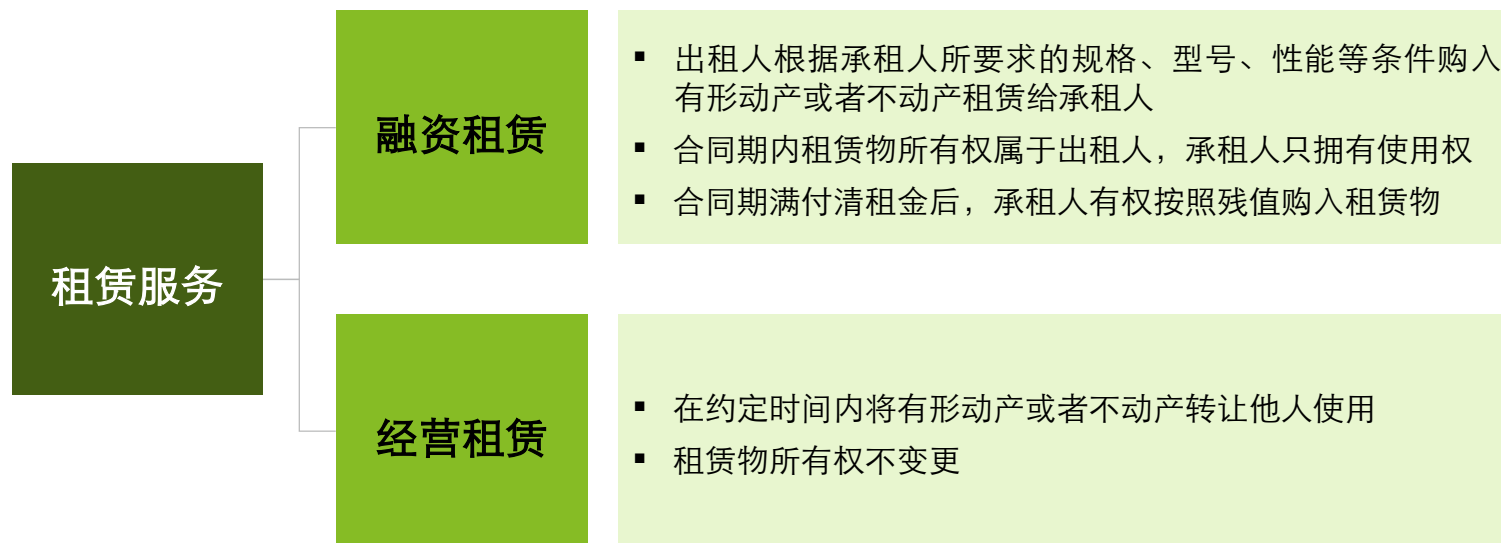 租赁服务
融资租赁
▪ 出租人根据承租人所要求的规格、型号、性能等条件购入
有形动产或者不动产租赁给承租人
▪ 合同期内租赁物所有权属于出租人，承租人只拥有使用权
▪ 合同期满付清租金后，承租人有权按照残值购入租赁物
经营租赁
▪ 在约定时间内将有形动产或者不动产转让他人使用
▪ 租赁物所有权不变更